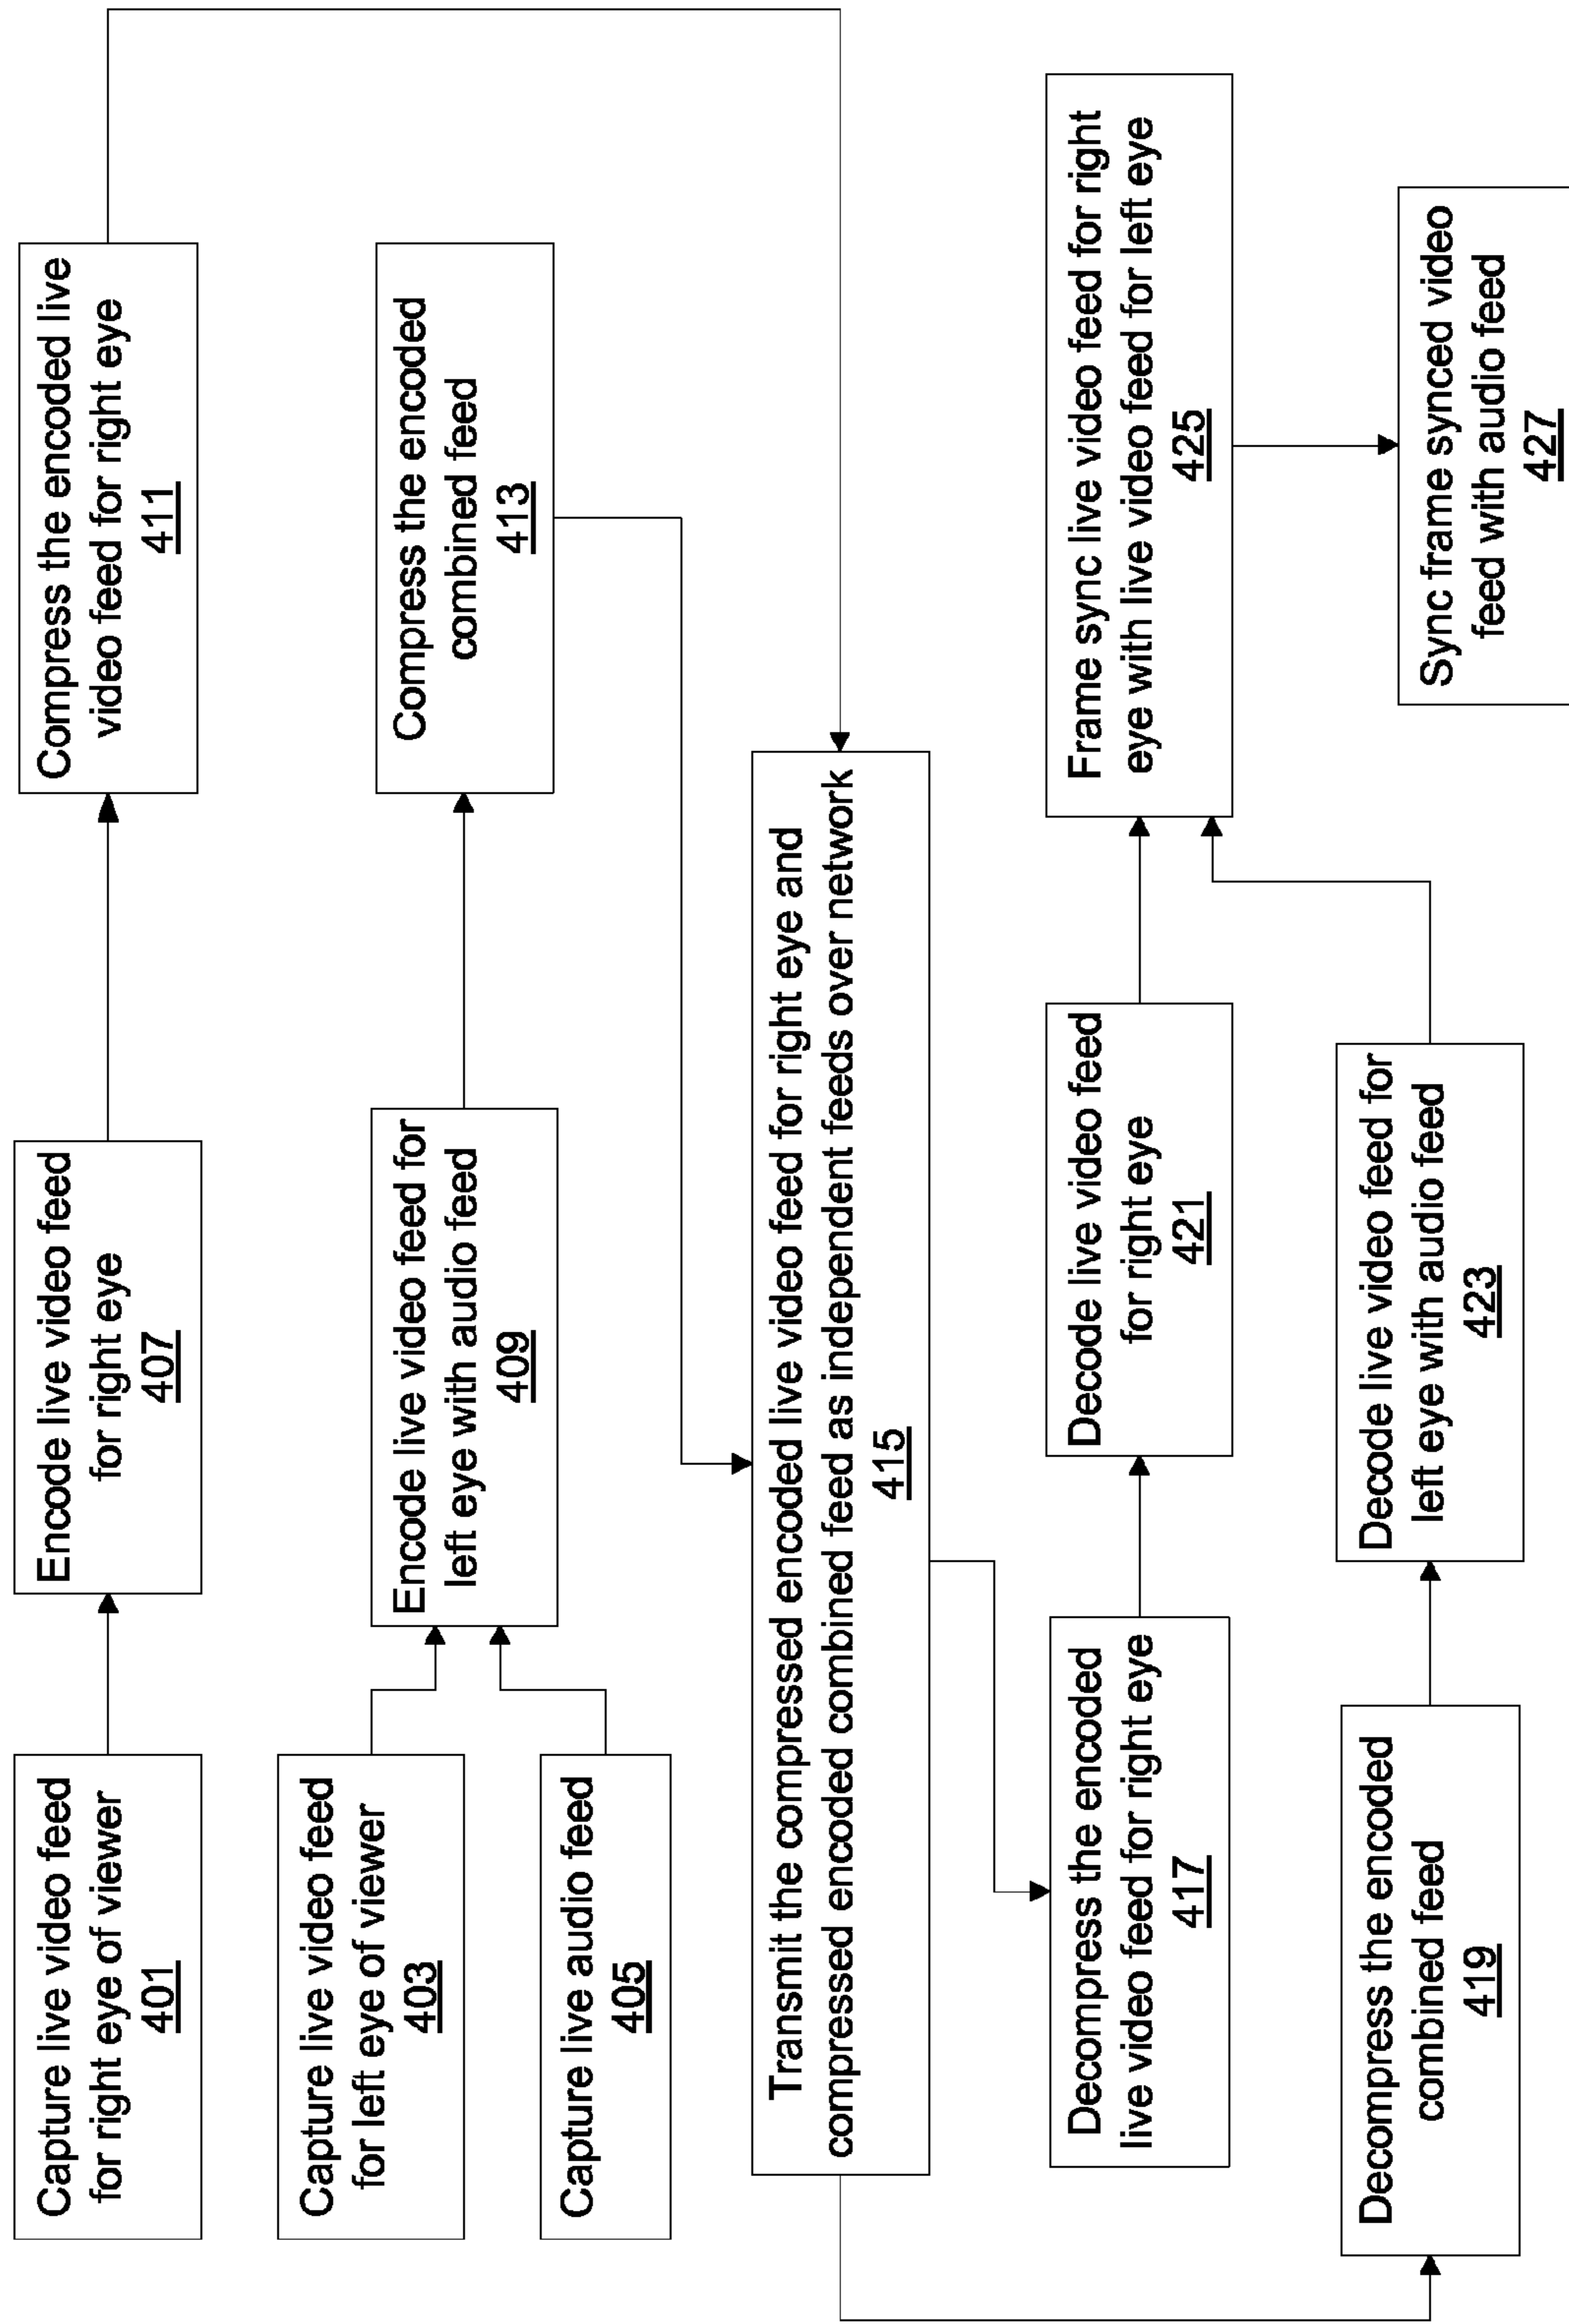 Capture live video feed
for right eye of viewer
401
Encode live video feed
for right eye
407
Compress the encoded live
video feed for right eye
411
Capture live video feed
for left eye of viewer
403
Capture live audio feed
405
Encode live video feed for
left eye with audio feed
409
Compress the encoded
combined feed
413
Transmit the compressed encoded live video feed for right eye and
compressed encoded combined feed as independent feeds over network
415
Decompress the encoded
live video feed for right eye
417
Decode live video feed
for right eye
421
Frame sync live video feed for right
eye with live video feed for left eye
425
Decompress the encoded
combined feed
419
Decode live video feed for
left eye with audio feed
423
Sync frame synced video
feed with audio feed
427